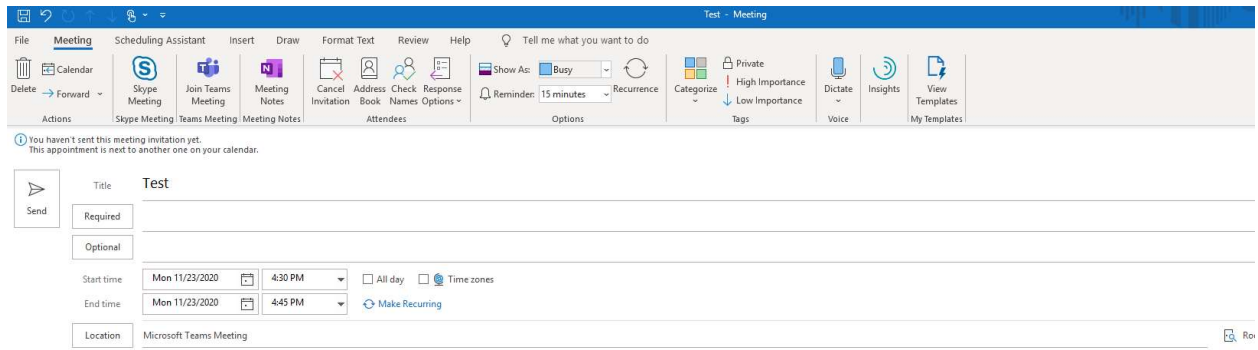 Test - Meeting
File Meeting Scheduling Assistant Insert Draw Format Text Review Help Tell me what you want to do
Delete
Calendar
Forward
Actions
Skype Meeting
Skype Meeting
Join Teams Meeting
Teams Meeting
Meeting Notes
Meeting Notes
Cancel Invitation
Address Book
Check Names
Response Options
Attendees
Show As: Busy
Reminder: 15 minutes
Recurrence
Options
Categorize
Private
High Importance
Low Importance
Tags
Dictate
Voice
Insights
View Templates
My Templates
You haven't sent this meeting invitation yet.
This appointment is next to another one on your calendar.
Send
Title Test
Required
Optional
Start time Mon 11/23/2020 4:30 PM All day Time zones
End time Mon 11/23/2020 4:45 PM Make Recurring
Location Microsoft Teams Meeting